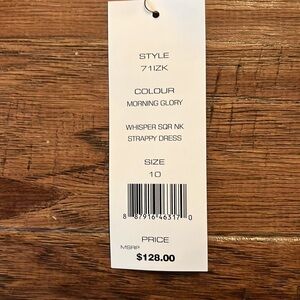 STYLE
71IZK
COLOUR
MORNING GLORY
WHISPER SQR NK
STRAPPY DRESS
SIZE
10
8 87916 46317 0
PRICE
MSRP $128.00